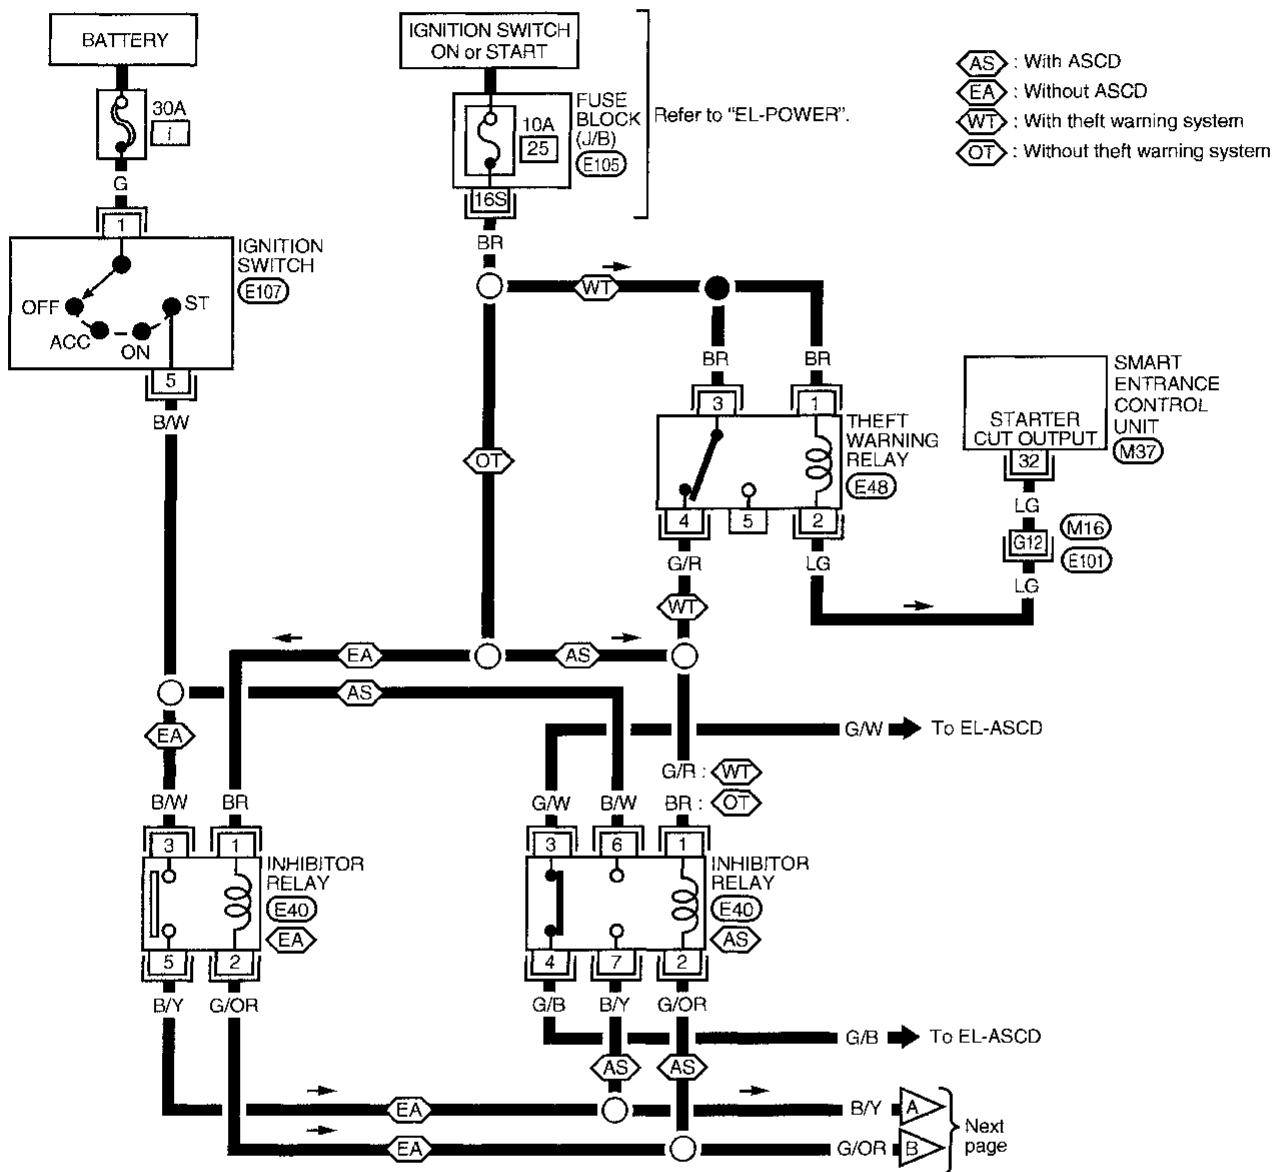 BATTERY
30A
i
G
1
IGNITION
SWITCH
E107
OFF
ACC
ON
ST
5
B/W
IGNITION SWITCH
ON or START
10A
25
FUSE
BLOCK
(J/B)
E105
Refer to "EL-POWER".
16S
BR
AS : With ASCD
EA : Without ASCD
WT : With theft warning system
OT : Without theft warning system
WT
BR
BR
3
1
THEFT
WARNING
RELAY
E48
4
5
2
G/R
LG
WT
OT
STARTER
CUT OUTPUT
SMART
ENTRANCE
CONTROL
UNIT
M37
32
LG
G12
M16
E101
LG
EA
AS
AS
EA
G/W
To EL-ASCD
G/R : WT
BR : OT
B/W
BR
3
1
INHIBITOR
RELAY
E40
EA
5
2
B/Y
G/OR
G/W
B/W
3
6
1
INHIBITOR
RELAY
E40
AS
4
7
2
G/B
B/Y
G/OR
G/B
To EL-ASCD
AS
AS
EA
B/Y
A
EA
G/OR
B
Next
page